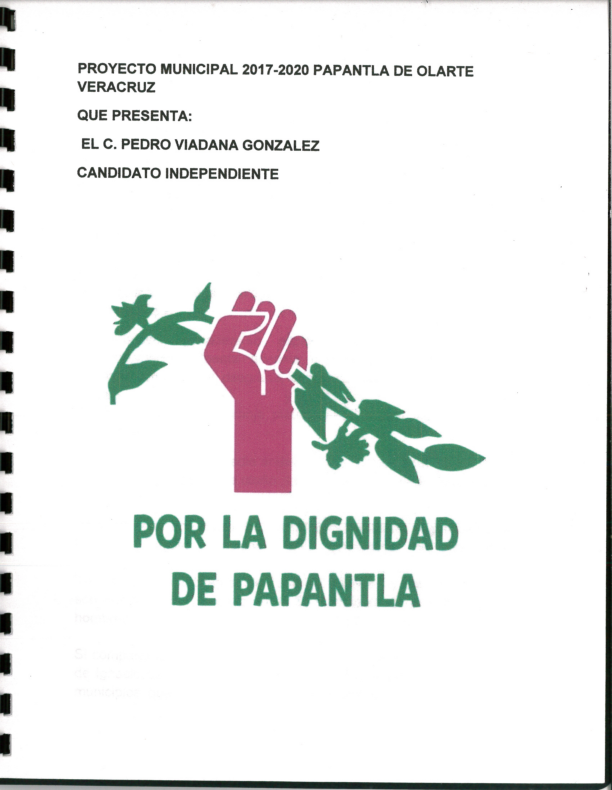 PROYECTO MUNICIPAL 2017-2020 PAPANTLA DE OLARTE
VERACRUZ
QUE PRESENTA:
EL C. PEDRO VIADANA GONZALEZ
CANDIDATO INDEPENDIENTE
POR LA DIGNIDAD
DE PAPANTLA